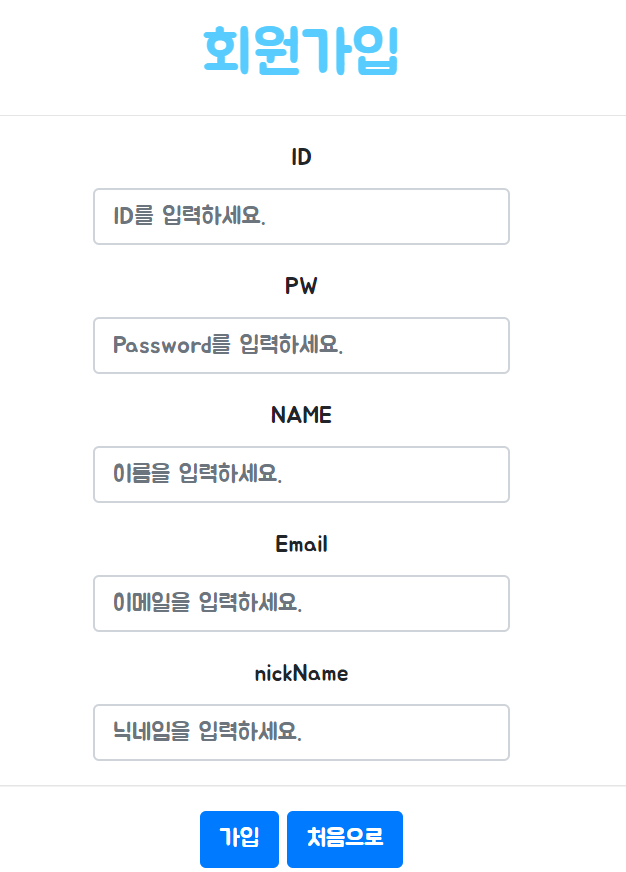 회원가입
ID
ID를 입력하세요.
PW
Password를 입력하세요.
NAME
이름을 입력하세요.
Email
이메일을 입력하세요.
nickName
닉네임을 입력하세요.
가입 처음으로